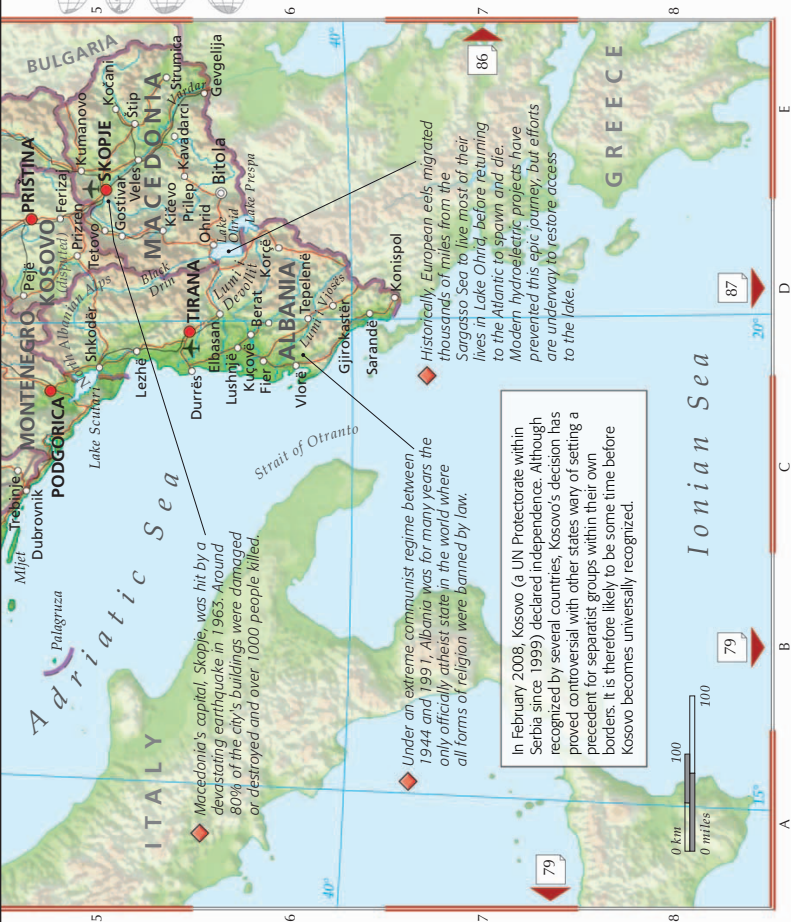 5
6
7
8
BULGARIA
PRIŠTINA
Kumanovo
Kočani
Štip
Strumica
Gevgelija
Vardar
SKOPJE
Ferizaj
KOSOVO
(disputed)
Pejë
Prizren
Tetovo
Gostivar
Veles
MACEDONIA
Kavadarci
Kičevo
Prilep
Bitola
Ohrid
Lake
Ohrid
Lake Prespa
Black
Drin
North Albanian Alps
MONTENEGRO
PODGORICA
Shkodër
Lake Scutari
Lezhë
TIRANA
Durrës
Elbasan
Lumi i
Devollit
Korçë
Lushnjë
Kuçovë
Berat
Fier
ALBANIA
Tepelenë
Vlorë
Lumi i Vjosës
Gjirokastër
Sarandë
Konispol
Trebinje
Dubrovnik
Mljet
Palagruza
Adriatic Sea
Strait of Otranto
ITALY
GREECE
Ionian Sea
Macedonia's capital, Skopje, was hit by a
devastating earthquake in 1963. Around
80% of the city's buildings were damaged
or destroyed and over 1000 people killed.
Under an extreme communist regime between
1944 and 1991, Albania was for many years the
only officially atheist state in the world where
all forms of religion were banned by law.
Historically, European eels migrated
thousands of miles from the
Sargasso Sea to live most of their
lives in Lake Ohrid, before returning
to the Atlantic to spawn and die.
Modern hydroelectric projects have
prevented this epic journey, but efforts
are underway to restore access
to the lake.
In February 2008, Kosovo (a UN Protectorate within
Serbia since 1999) declared independence. Although
recognized by several countries, Kosovo's decision has
proved controversial with other states wary of setting a
precedent for separatist groups within their own
borders. It is therefore likely to be some time before
Kosovo becomes universally recognized.
0 km 100
0 miles 100
79
79
87
86
40°
40°
15°
20°
A
B
C
D
E
5
6
7
8